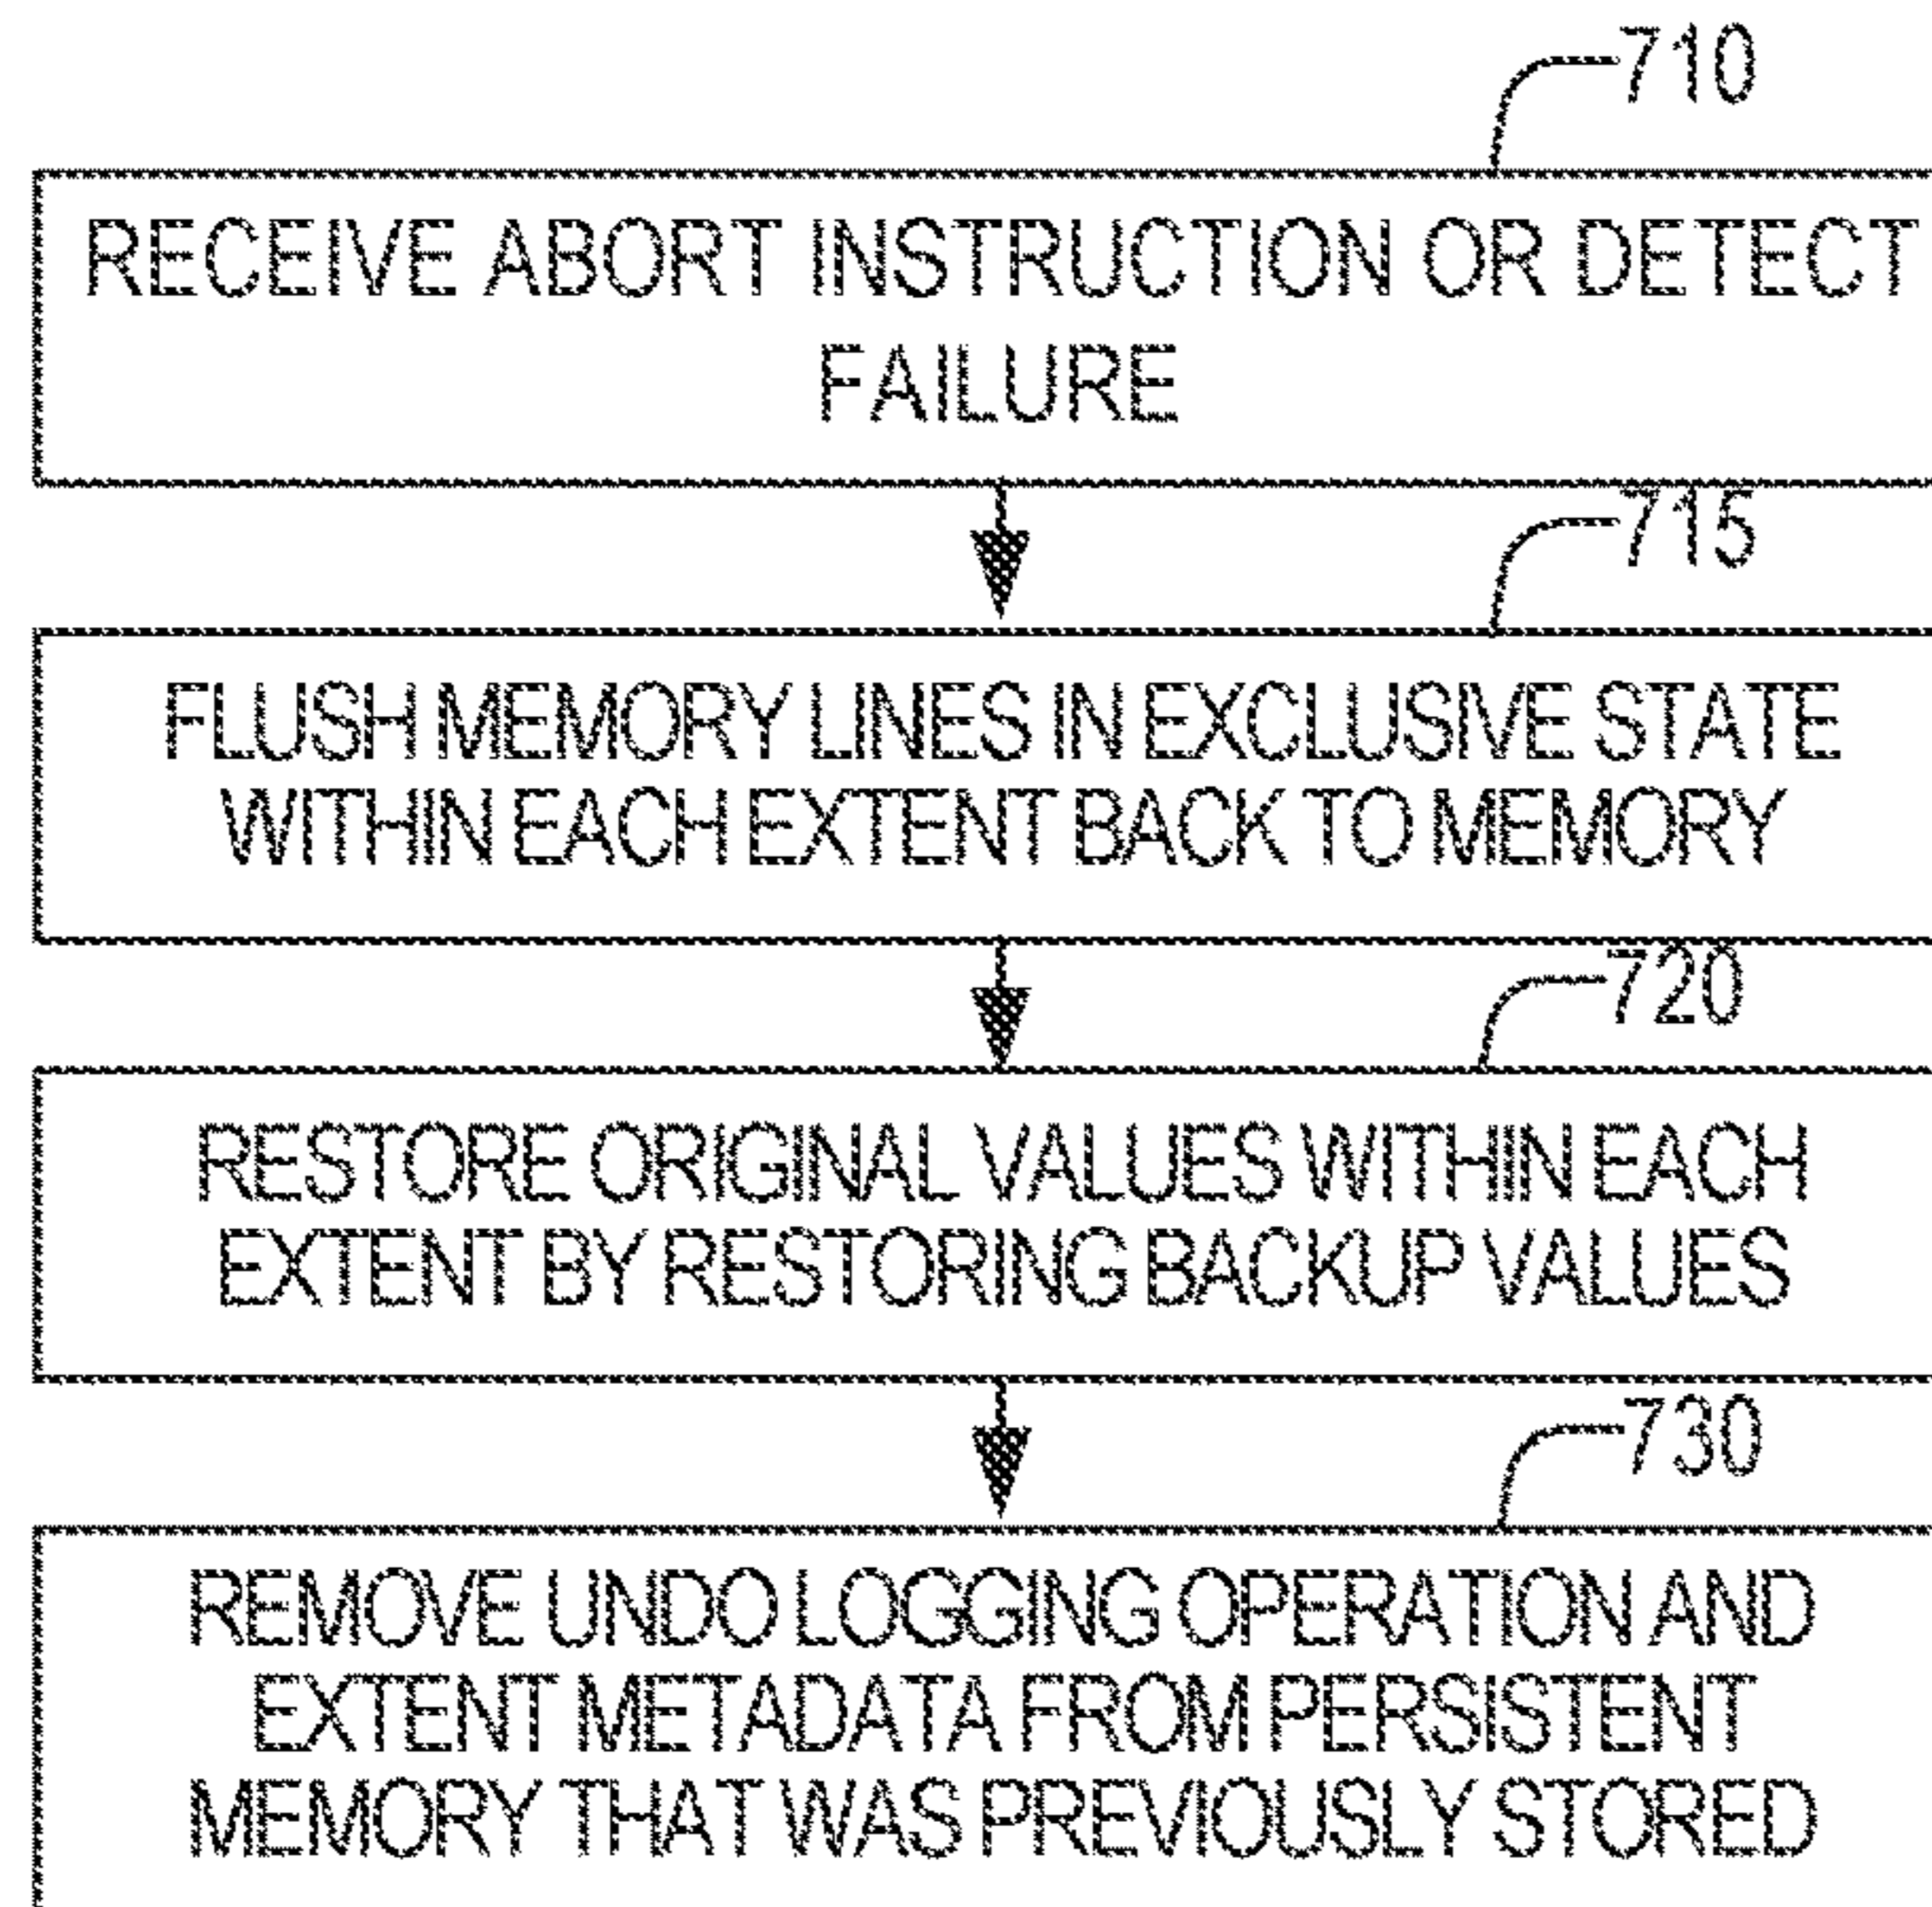 710
RECEIVE ABORT INSTRUCTION OR DETECT
FAILURE
715
FLUSH MEMORY LINES IN EXCLUSIVE STATE
WITHIN EACH EXTENT BACK TO MEMORY
720
RESTORE ORIGINAL VALUES WITHIN EACH
EXTENT BY RESTORING BACKUP VALUES
730
REMOVE UNDO LOGGING OPERATION AND
EXTENT METADATA FROM PERSISTENT
MEMORY THAT WAS PREVIOUSLY STORED